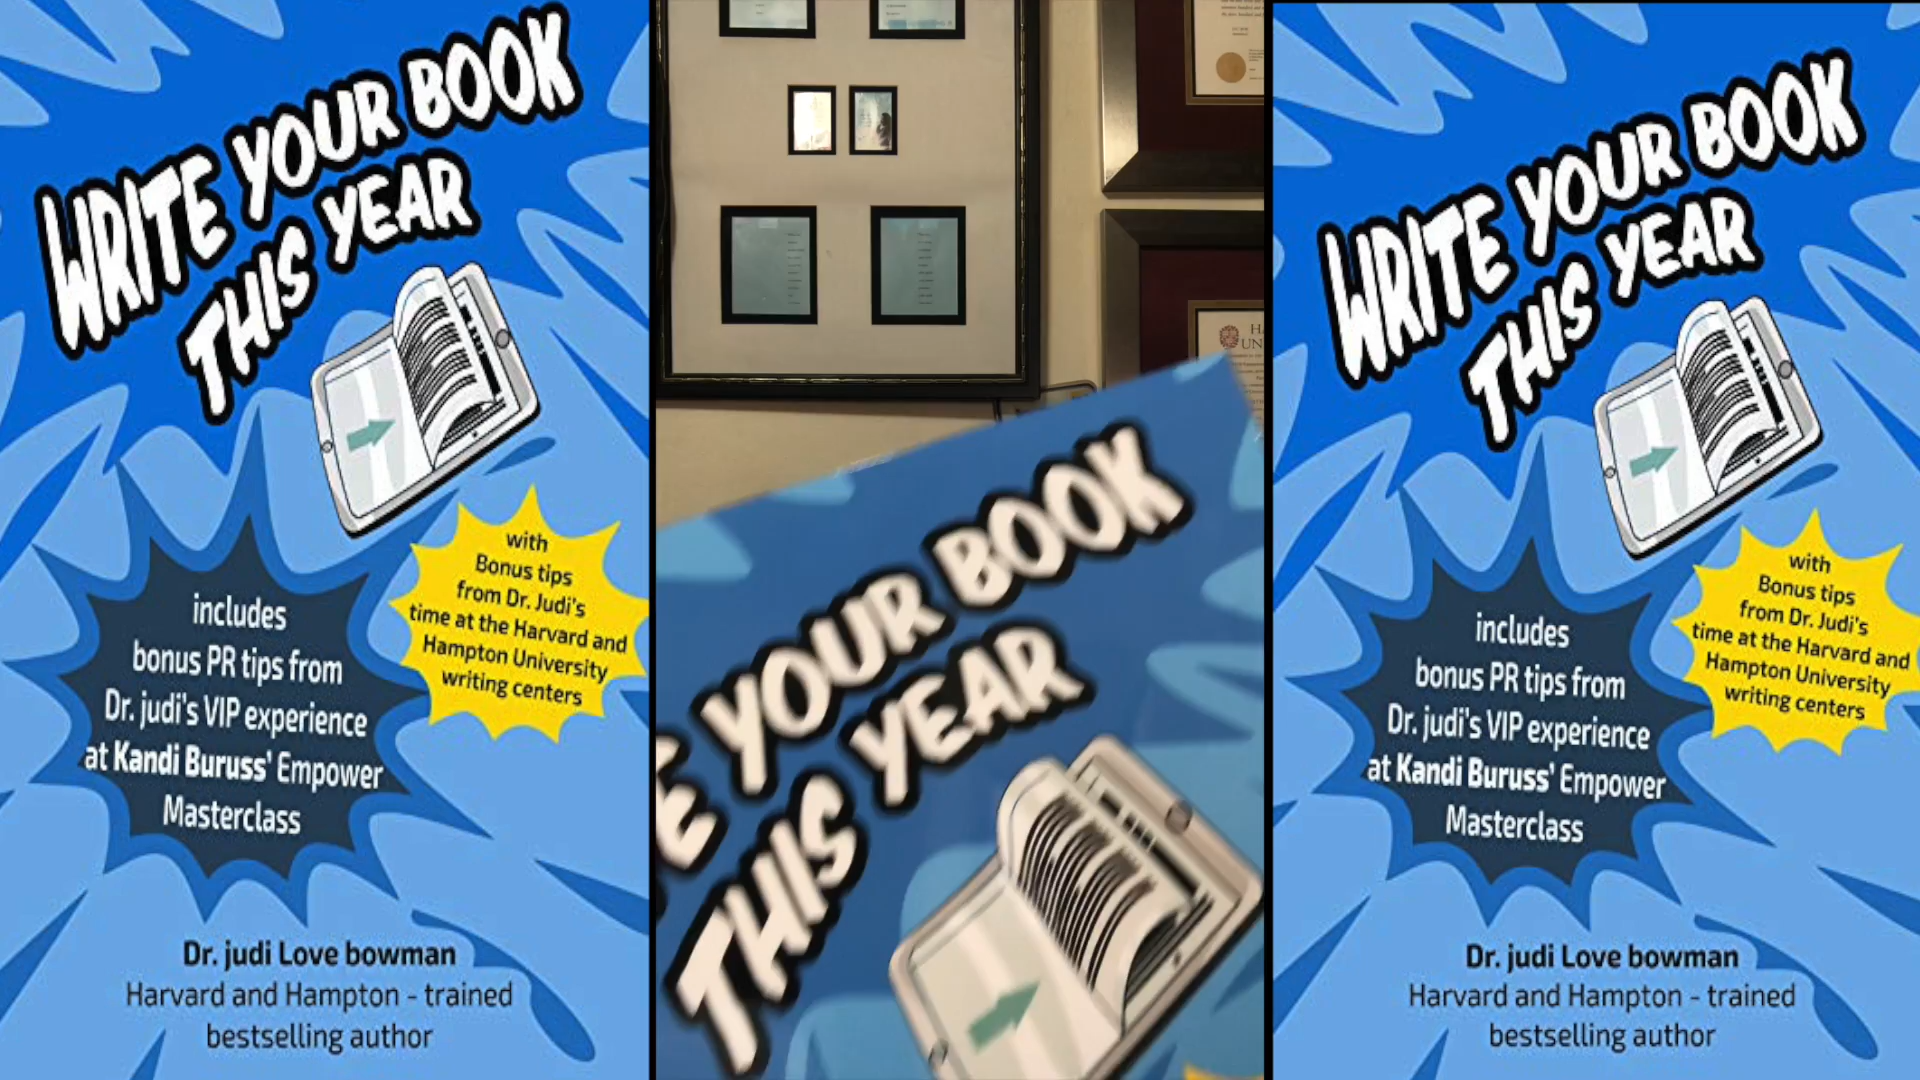 WRITE YOUR BOOK
THIS YEAR
with
Bonus tips
from Dr. Judi's
time at the Harvard and
Hampton University
writing centers
includes
bonus PR tips from
Dr. judi's VIP experience
at Kandi Buruss' Empower
Masterclass
Dr. judi Love bowman
Harvard and Hampton - trained
bestselling author
YOUR BOOK
THIS YEAR
WRITE YOUR BOOK
THIS YEAR
with
Bonus tips
from Dr. Judi's
time at the Harvard and
Hampton University
writing centers
includes
bonus PR tips from
Dr. judi's VIP experience
at Kandi Buruss' Empower
Masterclass
Dr. judi Love bowman
Harvard and Hampton - trained
bestselling author